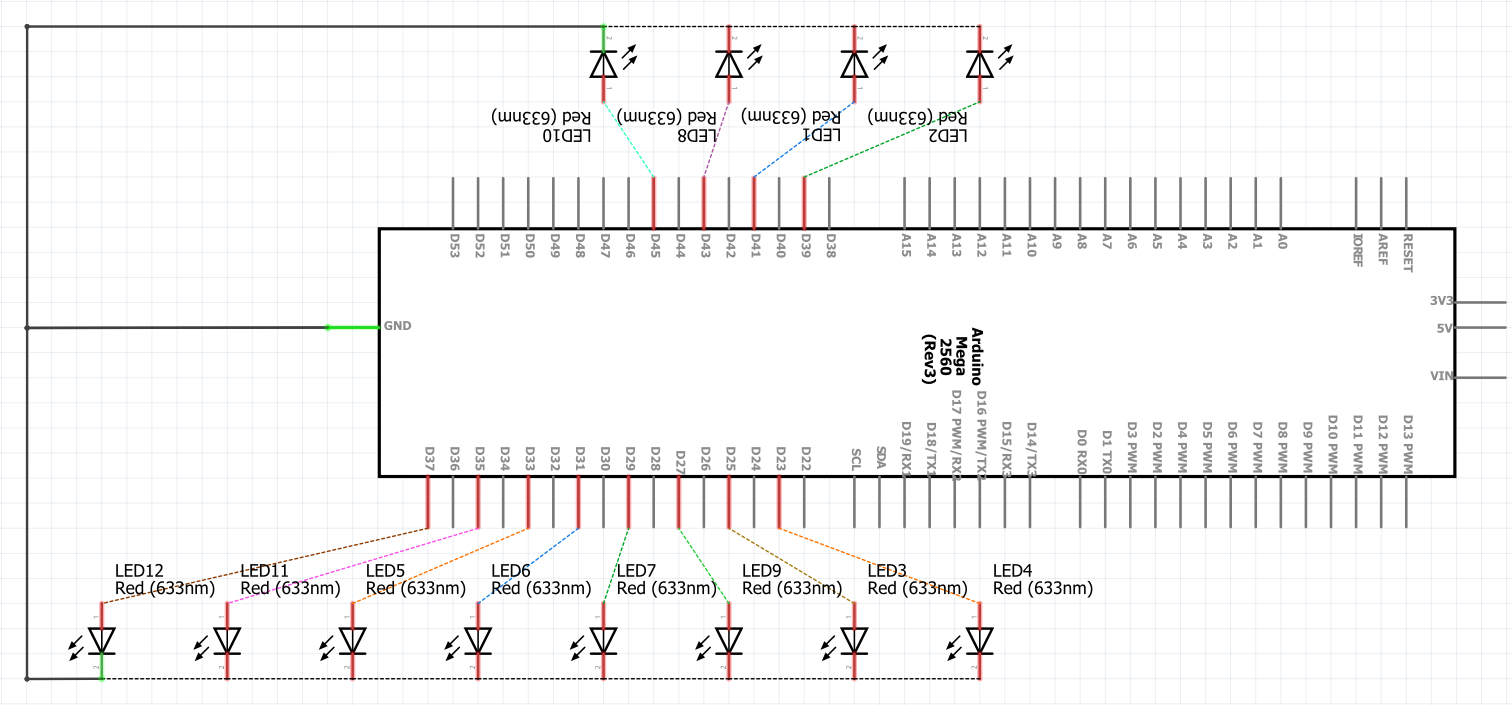 Red (633nm)
LED10
Red (633nm)
LED8
Red (633nm)
LED1
Red (633nm)
LED2
D53
D52
D51
D50
D49
D48
D47
D46
D45
D44
D43
D42
D41
D40
D39
D38
A15
A14
A13
A12
A11
A10
A9
A8
A7
A6
A5
A4
A3
A2
A1
A0
IOREF
AREF
RESET
3V3
5V
VIN
GND
Arduino
Mega
2560
(Rev3)
D37
D36
D35
D34
D33
D32
D31
D30
D29
D28
D27
D26
D25
D24
D23
D22
SCL
SDA
D19/RX1
D18/TX1
D17 PWM/RX2
D16 PWM/TX2
D15/RX3
D14/TX3
D0 RX0
D1 TX0
D3 PWM
D2 PWM
D4 PWM
D5 PWM
D6 PWM
D7 PWM
D8 PWM
D9 PWM
D10 PWM
D11 PWM
D12 PWM
D13 PWM
LED12
Red (633nm)
LED11
Red (633nm)
LED5
Red (633nm)
LED6
Red (633nm)
LED7
Red (633nm)
LED9
Red (633nm)
LED3
Red (633nm)
LED4
Red (633nm)